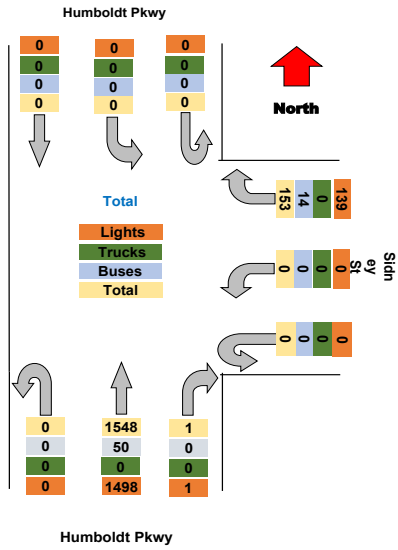 Humboldt Pkwy
0 0 0
0 0 0
0 0 0
0 0 0
North
Total
Lights
Trucks
Buses
Total
153 14 0 139
0 0 0 0
Sidn
ey
St
0 0 0 0
0 1548 1
0 50 0
0 0 0
0 1498 1
Humboldt Pkwy